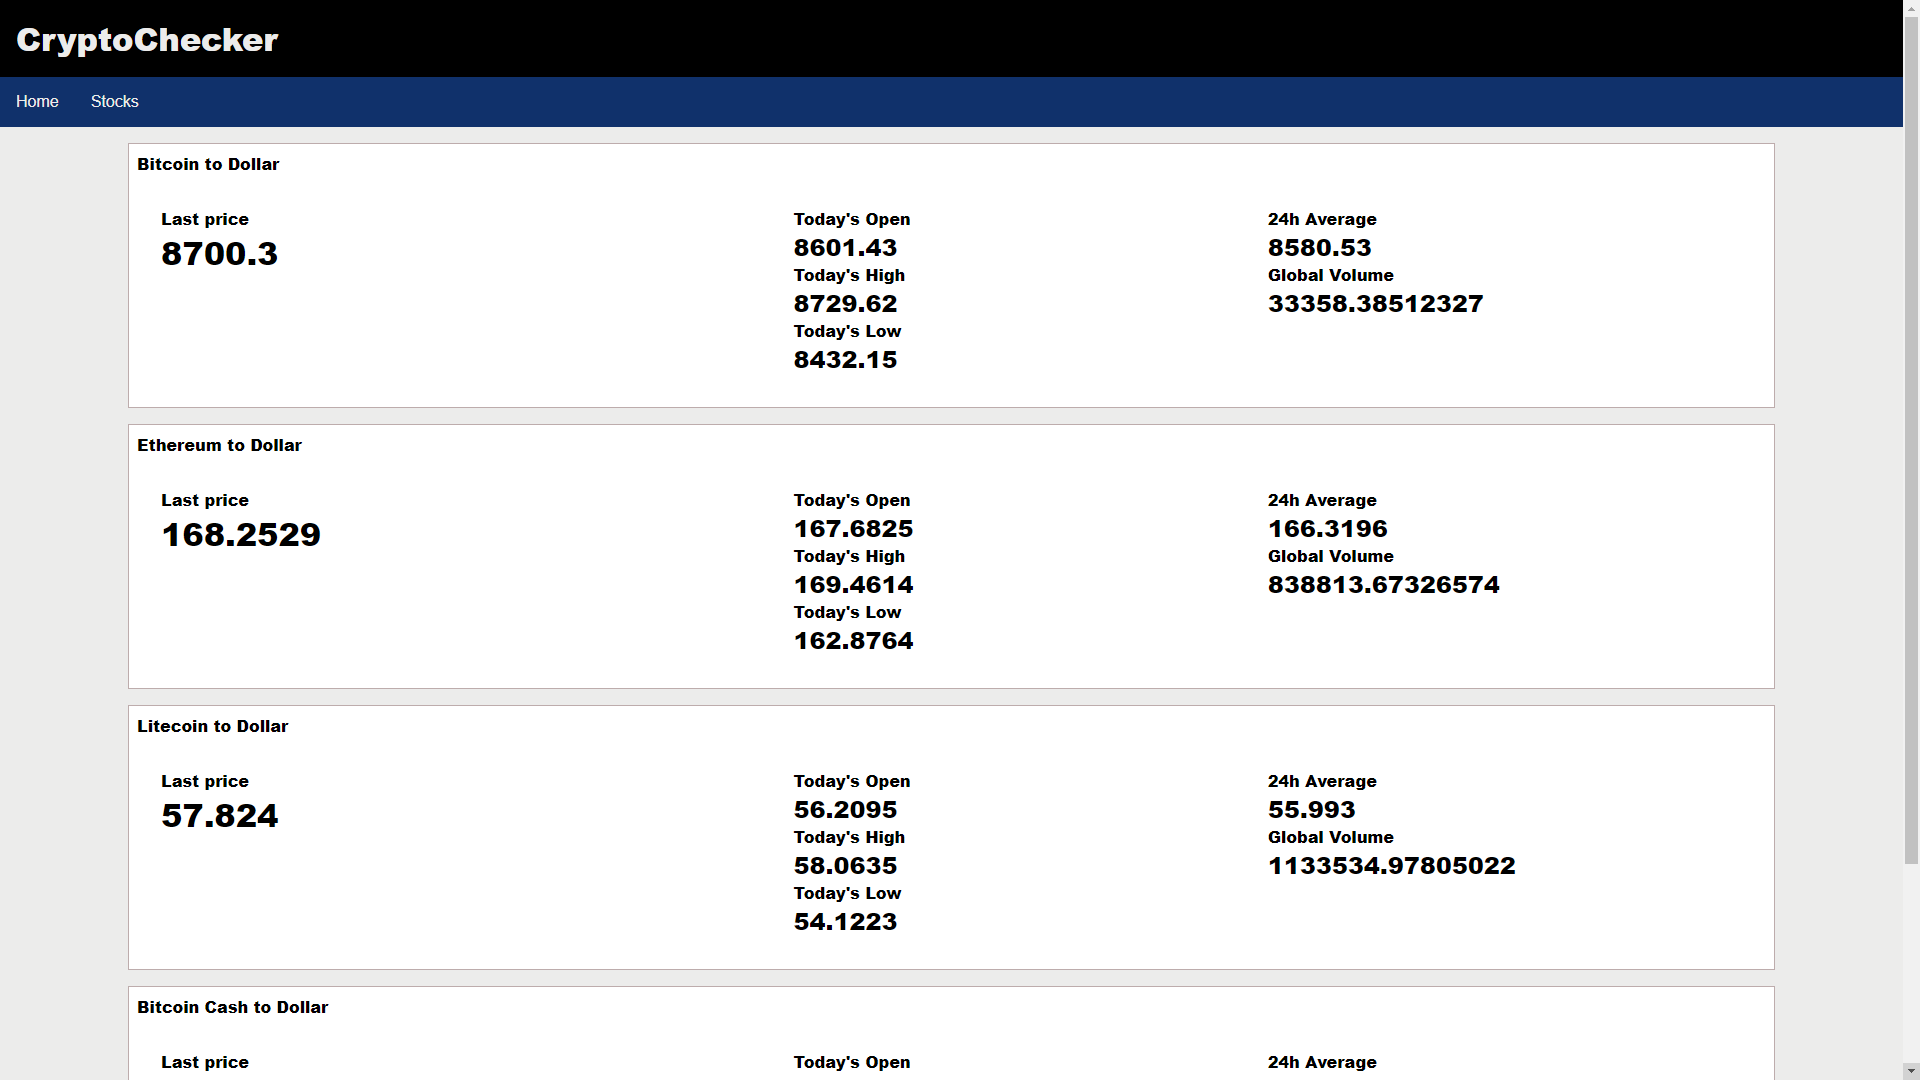 CryptoChecker
Home Stocks
Bitcoin to Dollar
Last price
8700.3
Today's Open
8601.43
Today's High
8729.62
Today's Low
8432.15
24h Average
8580.53
Global Volume
33358.38512327
Ethereum to Dollar
Last price
168.2529
Today's Open
167.6825
Today's High
169.4614
Today's Low
162.8764
24h Average
166.3196
Global Volume
838813.67326574
Litecoin to Dollar
Last price
57.824
Today's Open
56.2095
Today's High
58.0635
Today's Low
54.1223
24h Average
55.993
Global Volume
1133534.97805022
Bitcoin Cash to Dollar
Last price
Today's Open
24h Average